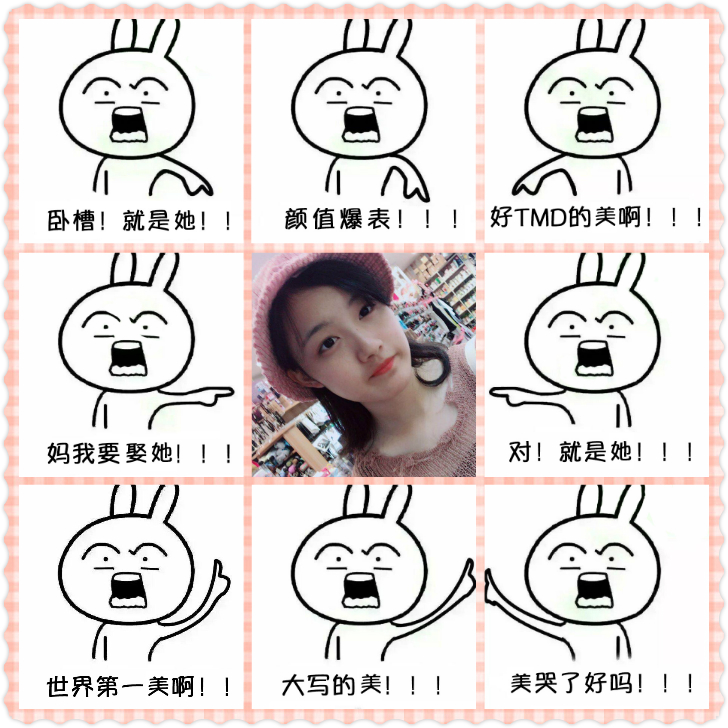 卧槽！就是她！！
颜值爆表！！！
好TMD的美啊！！！
妈我要娶她！！！
对！就是她！！！
世界第一美啊！！
大写的美！！！
美哭了好吗！！！